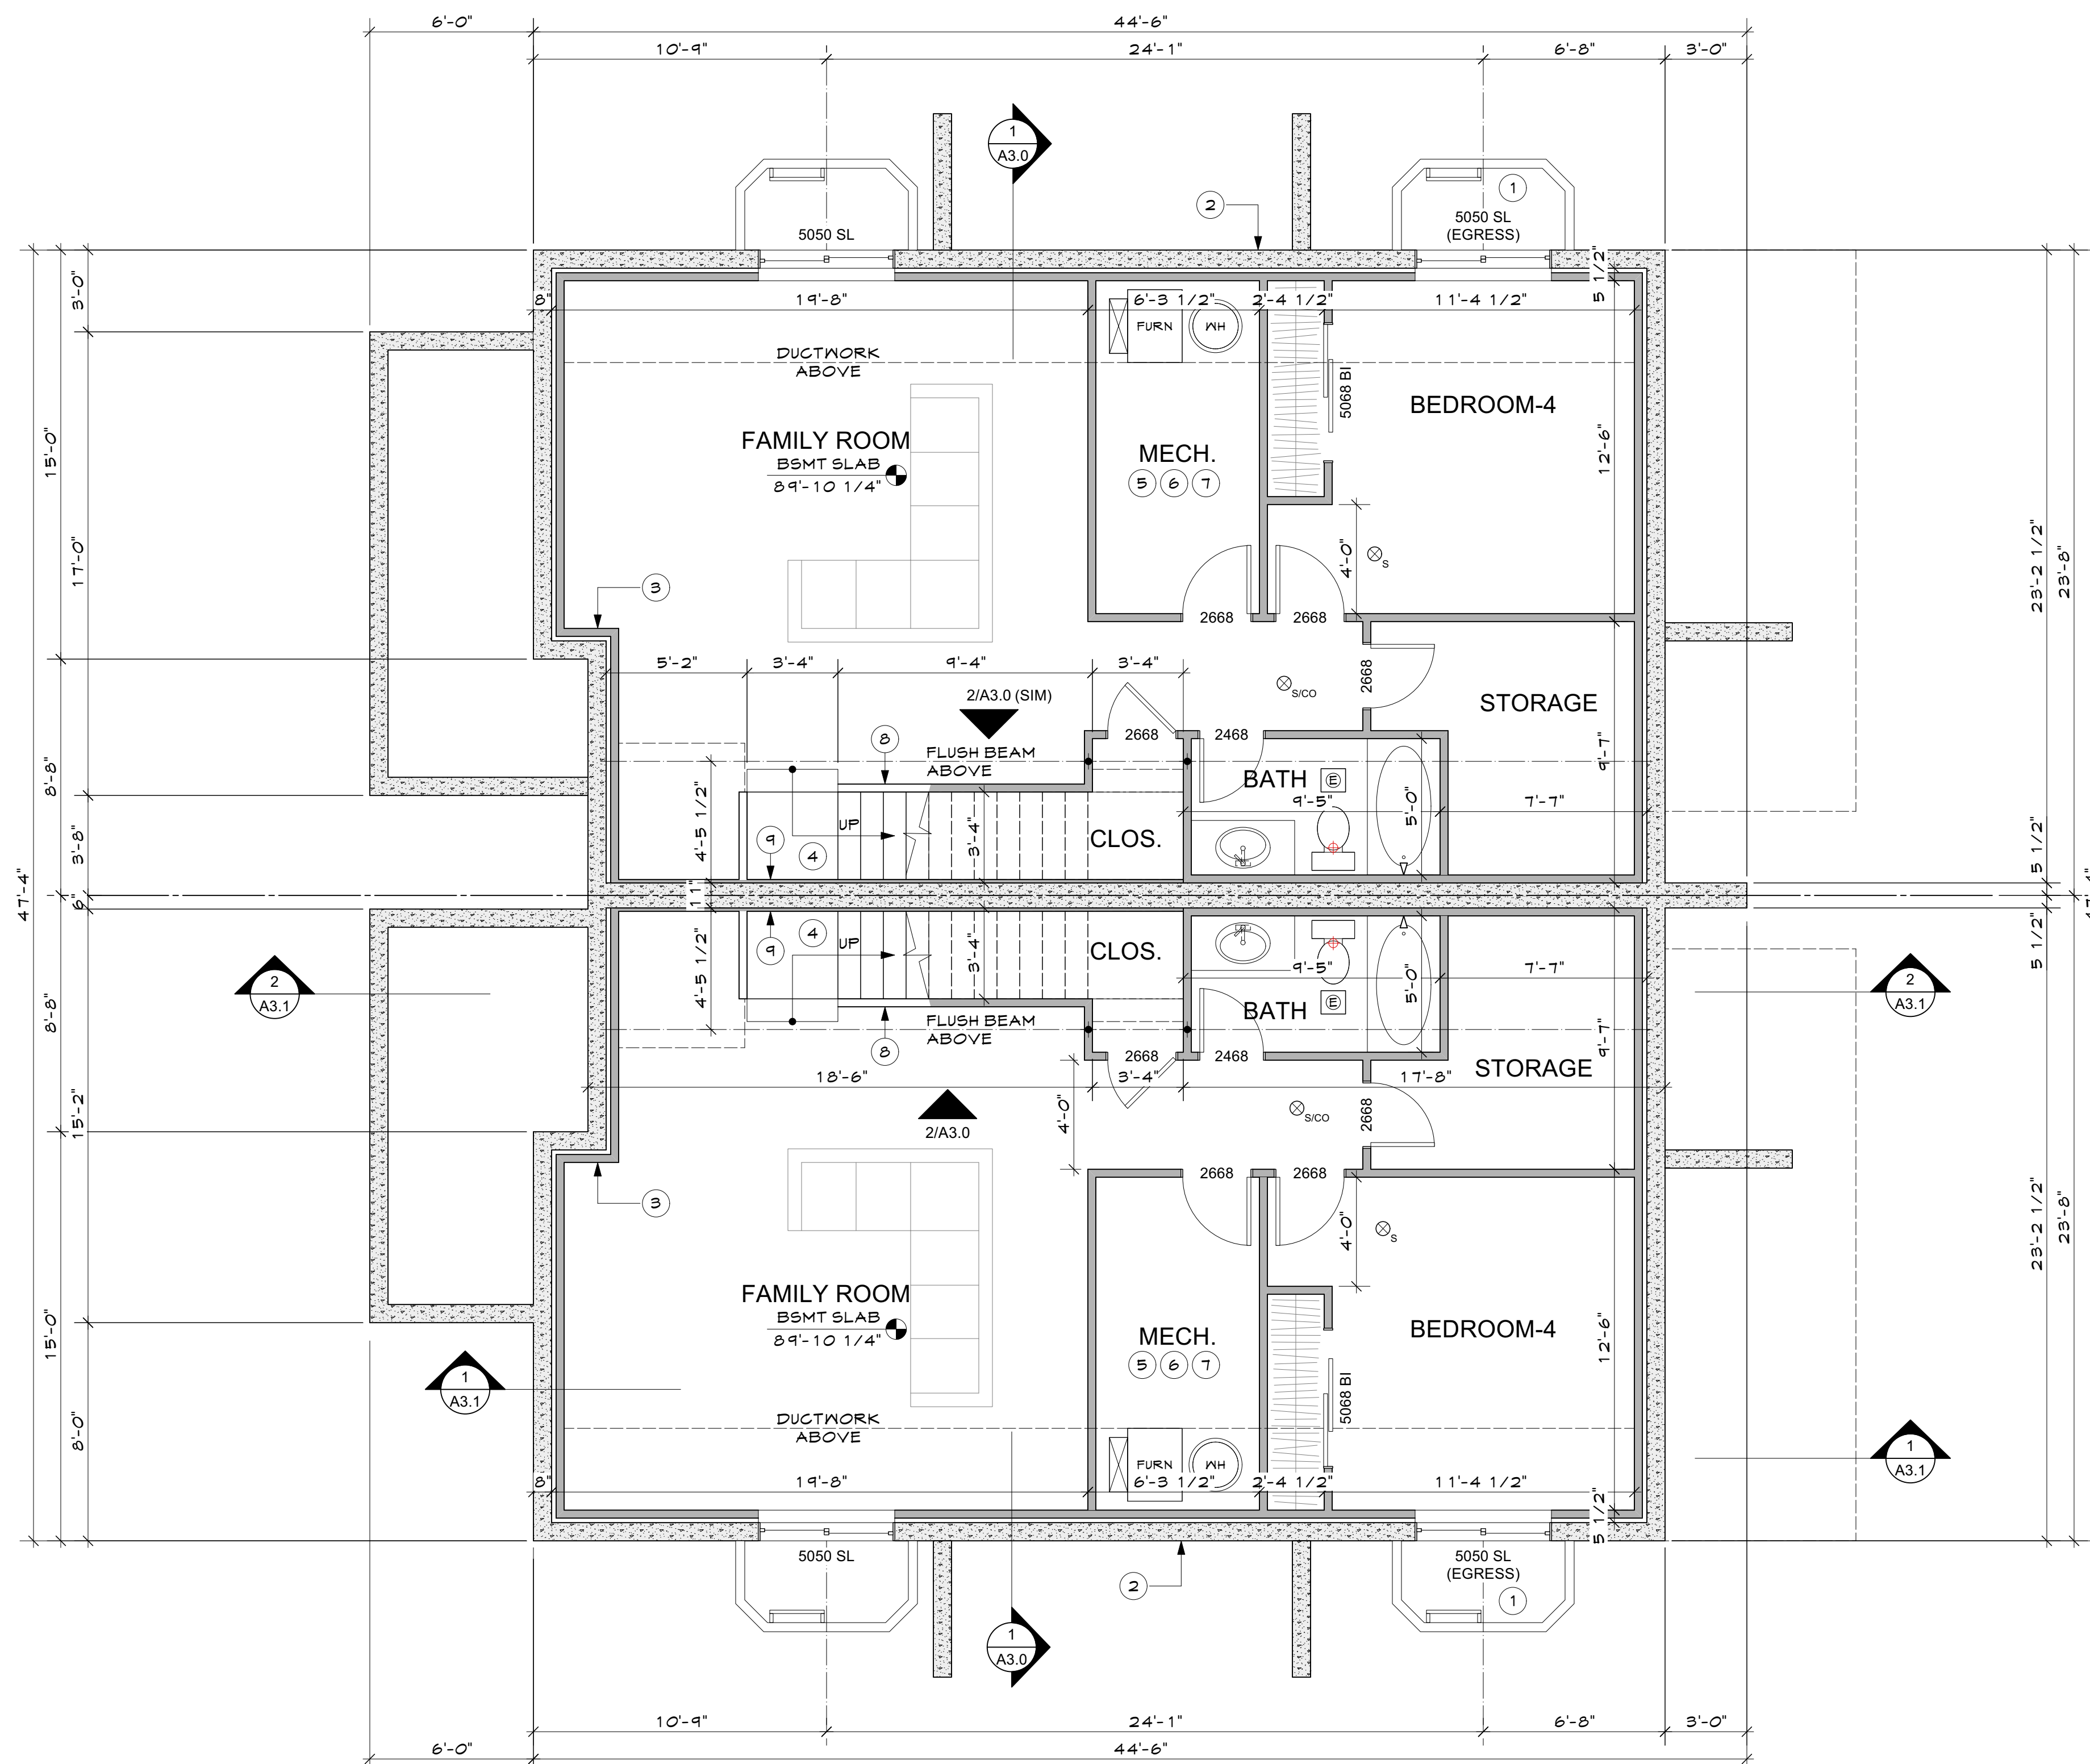 6'-0"
44'-6"
10'-9"
24'-1"
6'-8"
3'-0"
1
A3.0
2
1
5050 SL
5050 SL
(EGRESS)
5 1/2"
3'-0"
8"
19'-8"
6'-3 1/2"
2'-4 1/2"
11'-4 1/2"
FURN
WH
DUCTWORK
ABOVE
5068 BI
BEDROOM-4
15'-0"
FAMILY ROOM
BSMT SLAB
89'-10 1/4"
MECH.
5 6 7
12'-6"
17'-0"
4'-0"
S
23'-2 1/2"
23'-8"
3
2668
2668
5'-2"
3'-4"
9'-4"
3'-4"
2668
S/CO
2/A3.0 (SIM)
STORAGE
8
FLUSH BEAM
ABOVE
2668
2468
8'-8"
BATH
E
9'-7"
9'-5"
5'-0"
7'-7"
4'-5 1/2"
9
UP
4
3'-4"
CLOS.
3'-8"
5 1/2"
47'-4"
6"
11"
47'-4"
9
4
UP
3'-4"
CLOS.
4'-5 1/2"
9'-5"
5'-0"
7'-7"
5 1/2"
2
A3.1
2
A3.1
8'-8"
BATH
E
FLUSH BEAM
ABOVE
8
2668
2468
9'-7"
STORAGE
18'-6"
3'-4"
17'-8"
15'-2"
4'-0"
S/CO
2668
2/A3.0
2668
2668
3
4'-0"
S
23'-2 1/2"
23'-8"
FAMILY ROOM
BSMT SLAB
89'-10 1/4"
MECH.
5 6 7
BEDROOM-4
12'-6"
15'-0"
1
A3.1
5068 BI
8'-0"
DUCTWORK
ABOVE
1
A3.1
FURN
WH
8"
19'-8"
6'-3 1/2"
2'-4 1/2"
11'-4 1/2"
5 1/2"
5050 SL
5050 SL
(EGRESS)
2
1
1
A3.0
10'-9"
24'-1"
6'-8"
3'-0"
6'-0"
44'-6"